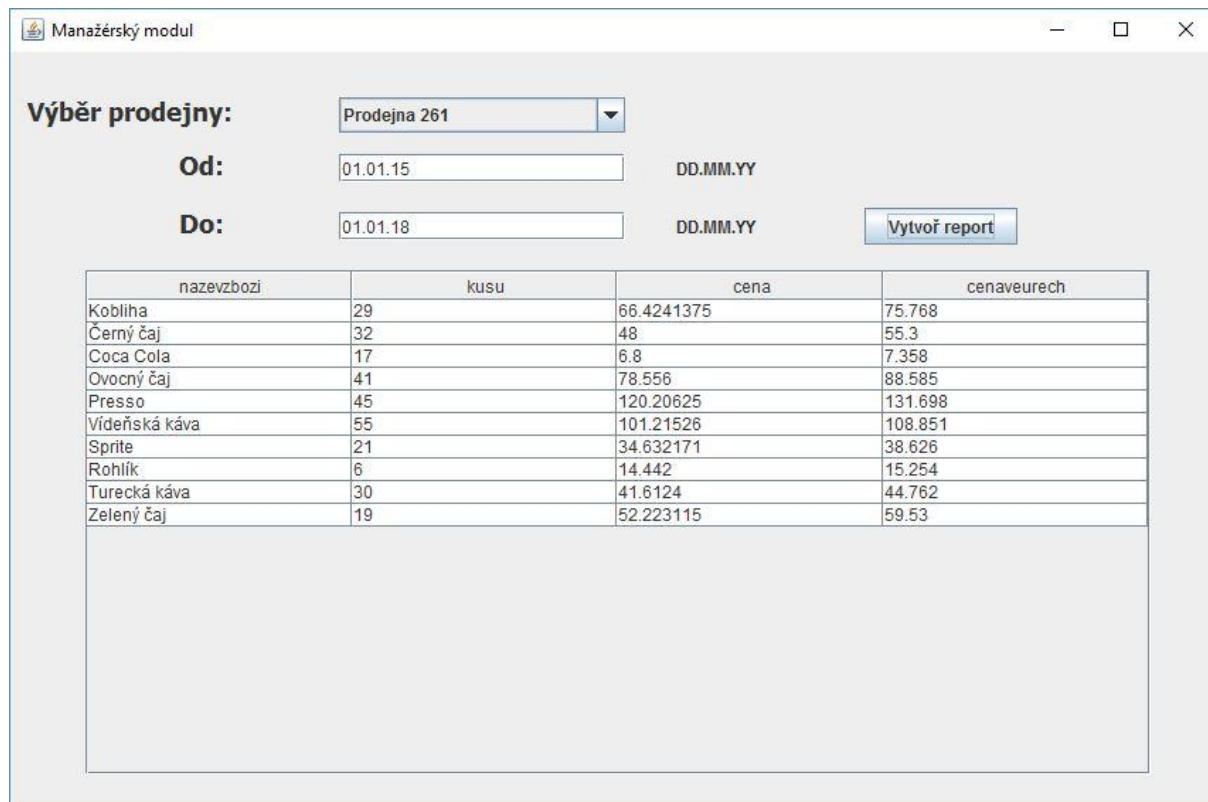 Manažérský modul
Výběr prodejny: Prodejna 261
Od: 01.01.15 DD.MM.YY
Do: 01.01.18 DD.MM.YY Vytvoř report
nazevzbozi kusu cena cenaveurech
Kobliha 29 66.4241375 75.768
Černý čaj 32 48 55.3
Coca Cola 17 6.8 7.358
Ovocný čaj 41 78.556 88.585
Presso 45 120.20625 131.698
Vídeňská káva 55 101.21526 108.851
Sprite 21 34.632171 38.626
Rohlík 6 14.442 15.254
Turecká káva 30 41.6124 44.762
Zelený čaj 19 52.223115 59.53